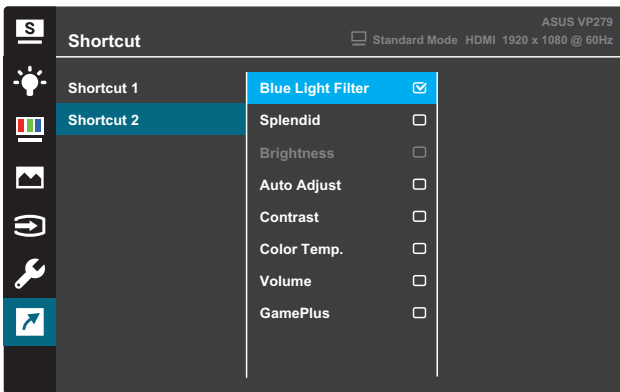 S
ASUS VP279
Shortcut
Standard Mode HDMI 1920 x 1080 @ 60Hz
Shortcut 1
Shortcut 2
Blue Light Filter
Splendid
Brightness
Auto Adjust
Contrast
Color Temp.
Volume
GamePlus